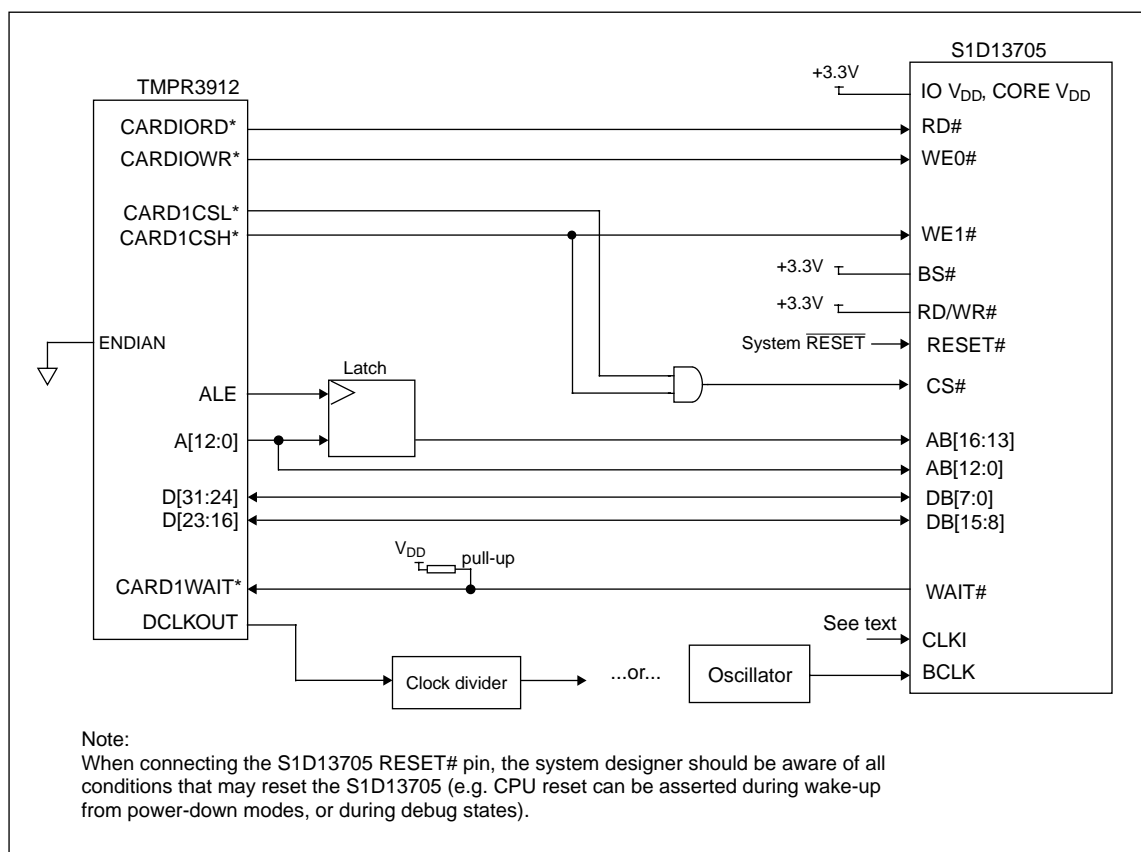 S1D13705
TMPR3912
+3.3V
IO VDD, CORE VDD
CARDIORD*
RD#
CARDIOWR*
WE0#
CARD1CSL*
CARD1CSH*
WE1#
+3.3V
BS#
+3.3V
RD/WR#
ENDIAN
System RESET
RESET#
Latch
ALE
CS#
A[12:0]
AB[16:13]
AB[12:0]
D[31:24]
DB[7:0]
D[23:16]
DB[15:8]
VDD
pull-up
CARD1WAIT*
WAIT#
DCLKOUT
See text
CLKI
Clock divider
...or...
Oscillator
BCLK
Note:
When connecting the S1D13705 RESET# pin, the system designer should be aware of all
conditions that may reset the S1D13705 (e.g. CPU reset can be asserted during wake-up
from power-down modes, or during debug states).